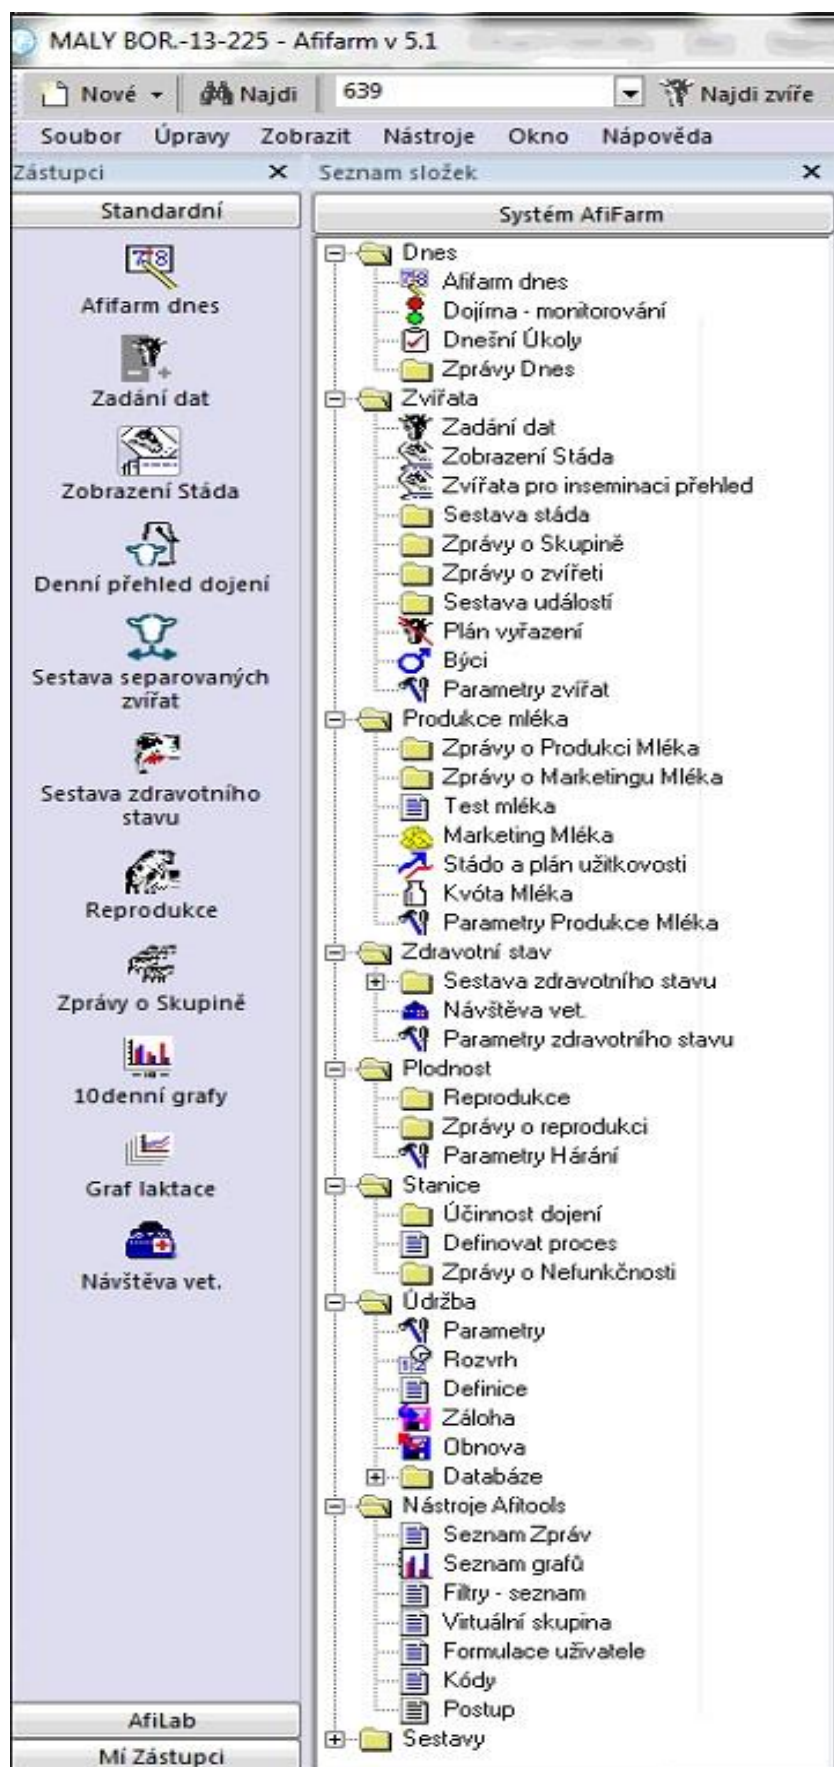 MALY BOR.-13-225 - Afifarm v 5.1
Nové Najdi 639 Najdi zvíře
Soubor Úpravy Zobrazit Nástroje Okno Nápověda
Zástupci
Standardní
Afifarm dnes
Zadání dat
Zobrazení Stáda
Denní přehled dojení
Sestava separovaných
zvířat
Sestava zdravotního
stavu
Reprodukce
Zprávy o Skupině
10denní grafy
Graf laktace
Návštěva vet.
AfiLab
Mí Zástupci
Seznam složek
Systém AfiFarm
Dnes
Afifarm dnes
Dojírna - monitorování
Dnešní Úkoly
Zprávy Dnes
Zvířata
Zadání dat
Zobrazení Stáda
Zvířata pro inseminaci přehled
Sestava stáda
Zprávy o Skupině
Zprávy o zvířeti
Sestava událostí
Plán vyřazení
Býci
Parametry zvířat
Produkce mléka
Zprávy o Produkci Mléka
Zprávy o Marketingu Mléka
Test mléka
Marketing Mléka
Stádo a plán užitkovosti
Kvóta Mléka
Parametry Produkce Mléka
Zdravotní stav
Sestava zdravotního stavu
Návštěva vet.
Parametry zdravotního stavu
Plodnost
Reprodukce
Zprávy o reprodukci
Parametry Hárání
Stanice
Účinnost dojení
Definovat proces
Zprávy o Nefunkčnosti
Údržba
Parametry
Rozvrh
Definice
Záloha
Obnova
Databáze
Nástroje Afitools
Seznam Zpráv
Seznam grafů
Filtry - seznam
Virtuální skupina
Formulace uživatele
Kódy
Postup
Sestavy